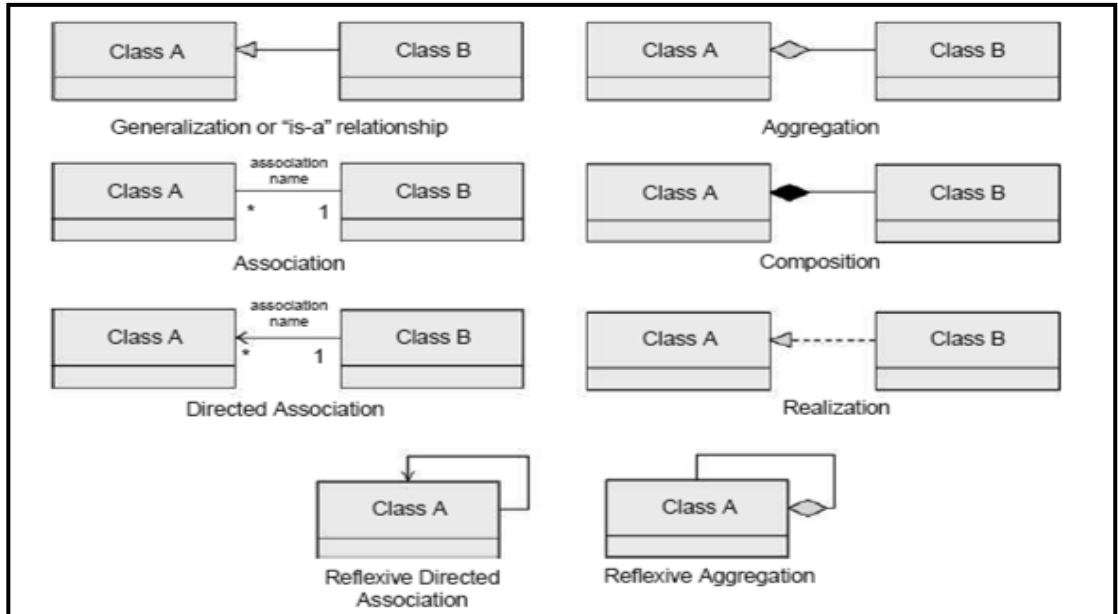 Class A
Class B
Generalization or "is-a" relationship
Class A
Class B
Aggregation
Class A
association
name
* 1
Class B
Association
Class A
Class B
Composition
Class A
association
name
* 1
Class B
Directed Association
Class A
Class B
Realization
Class A
Reflexive Directed
Association
Class A
Reflexive Aggregation